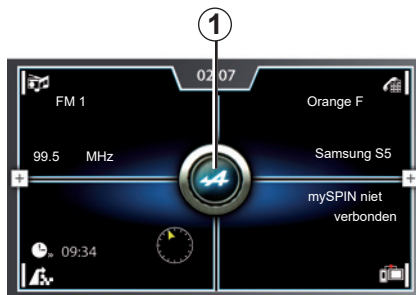 1
02:07
FM 1
Orange F
99.5 MHz
Samsung S5
mySPIN niet
verbonden
09:34